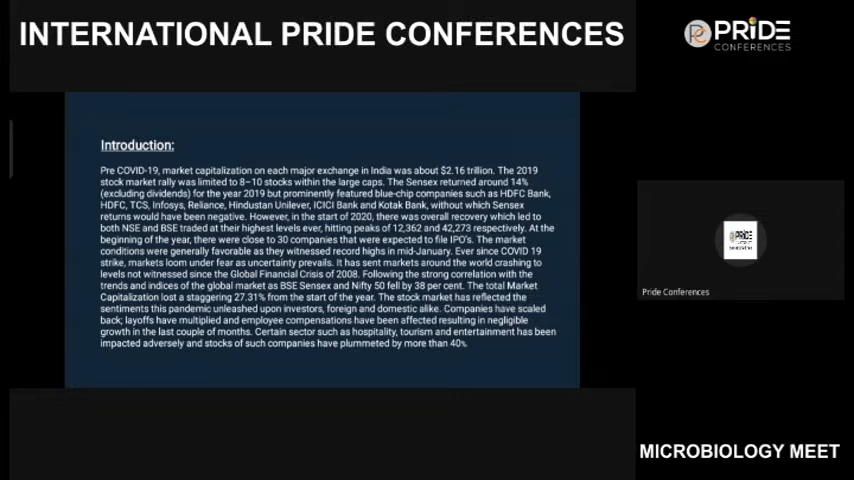 INTERNATIONAL PRIDE CONFERENCES
PRIDE
CONFERENCES
Introduction:
Pre COVID-19, market capitalization on each major exchange in India was about $2.16 trillion. The 2019
stock market rally was limited to 8–10 stocks within the large caps. The Sensex returned around 14%
(excluding dividends) for the year 2019 but prominently featured blue-chip companies such as HDFC Bank,
HDFC, TCS, Infosys, Reliance, Hindustan Unilever, ICICI Bank and Kotak Bank, without which Sensex
returns would have been negative. However, in the start of 2020, there was overall recovery which led to
both NSE and BSE traded at their highest levels ever, hitting peaks of 12,362 and 42,273 respectively. At the
beginning of the year, there were close to 30 companies that were expected to file IPO's. The market
conditions were generally favorable as they witnessed record highs in mid-January. Ever since COVID 19
strike, markets loom under fear as uncertainty prevails. It has sent markets around the world crashing to
levels not witnessed since the Global Financial Crisis of 2008. Following the strong correlation with the
trends and indices of the global market as BSE Sensex and Nifty 50 fell by 38 per cent. The total Market
Capitalization lost a staggering 27.31% from the start of the year. The stock market has reflected the
sentiments this pandemic unleashed upon investors, foreign and domestic alike. Companies have scaled
back; layoffs have multiplied and employee compensations have been affected resulting in negligible
growth in the last couple of months. Certain sector such as hospitality, tourism and entertainment has been
impacted adversely and stocks of such companies have plummeted by more than 40%.
PRIDE
Pride Conferences
MICROBIOLOGY MEET